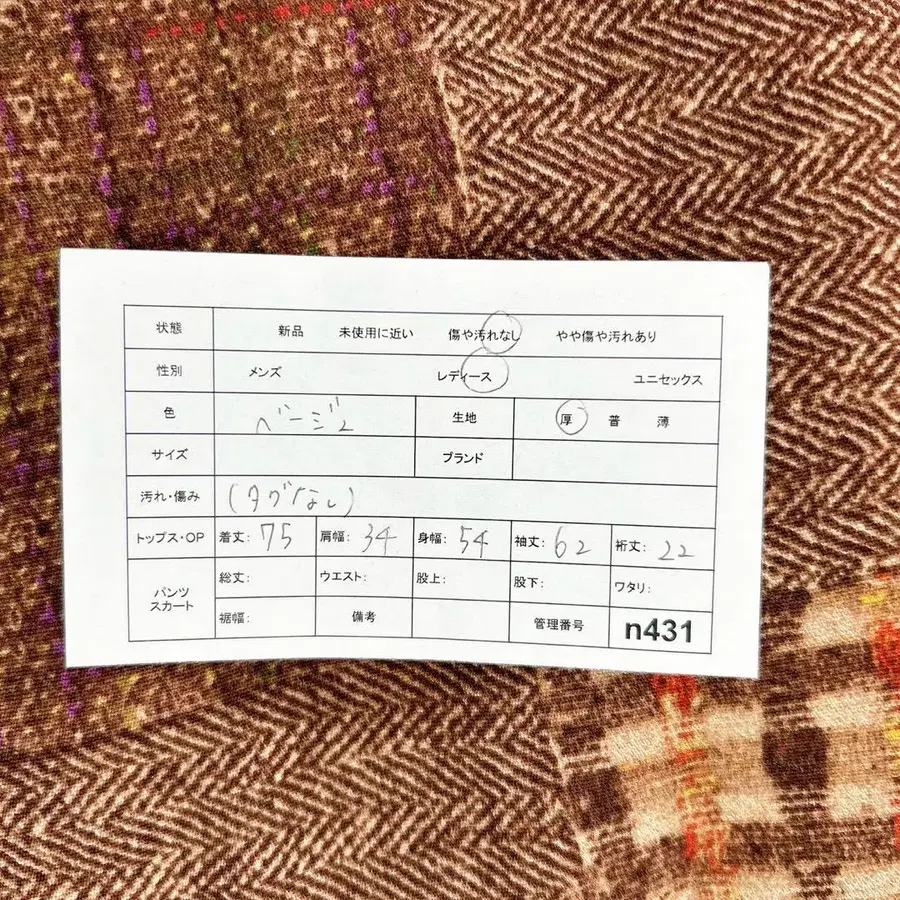 状態 新品 未使用に近い 傷や汚れなし やや傷や汚れあり
性別 メンズ レディース ユニセックス
色 ベージュ 生地 厚 普 薄
サイズ ブランド
汚れ・傷み (タグなし)
トップス・OP 着丈: 75 肩幅: 34 身幅: 54 袖丈: 62 裄丈: 22
パンツ スカート 総丈: ウエスト: 股上: 股下: ワタリ:
裾幅: 備考 管理番号 n431